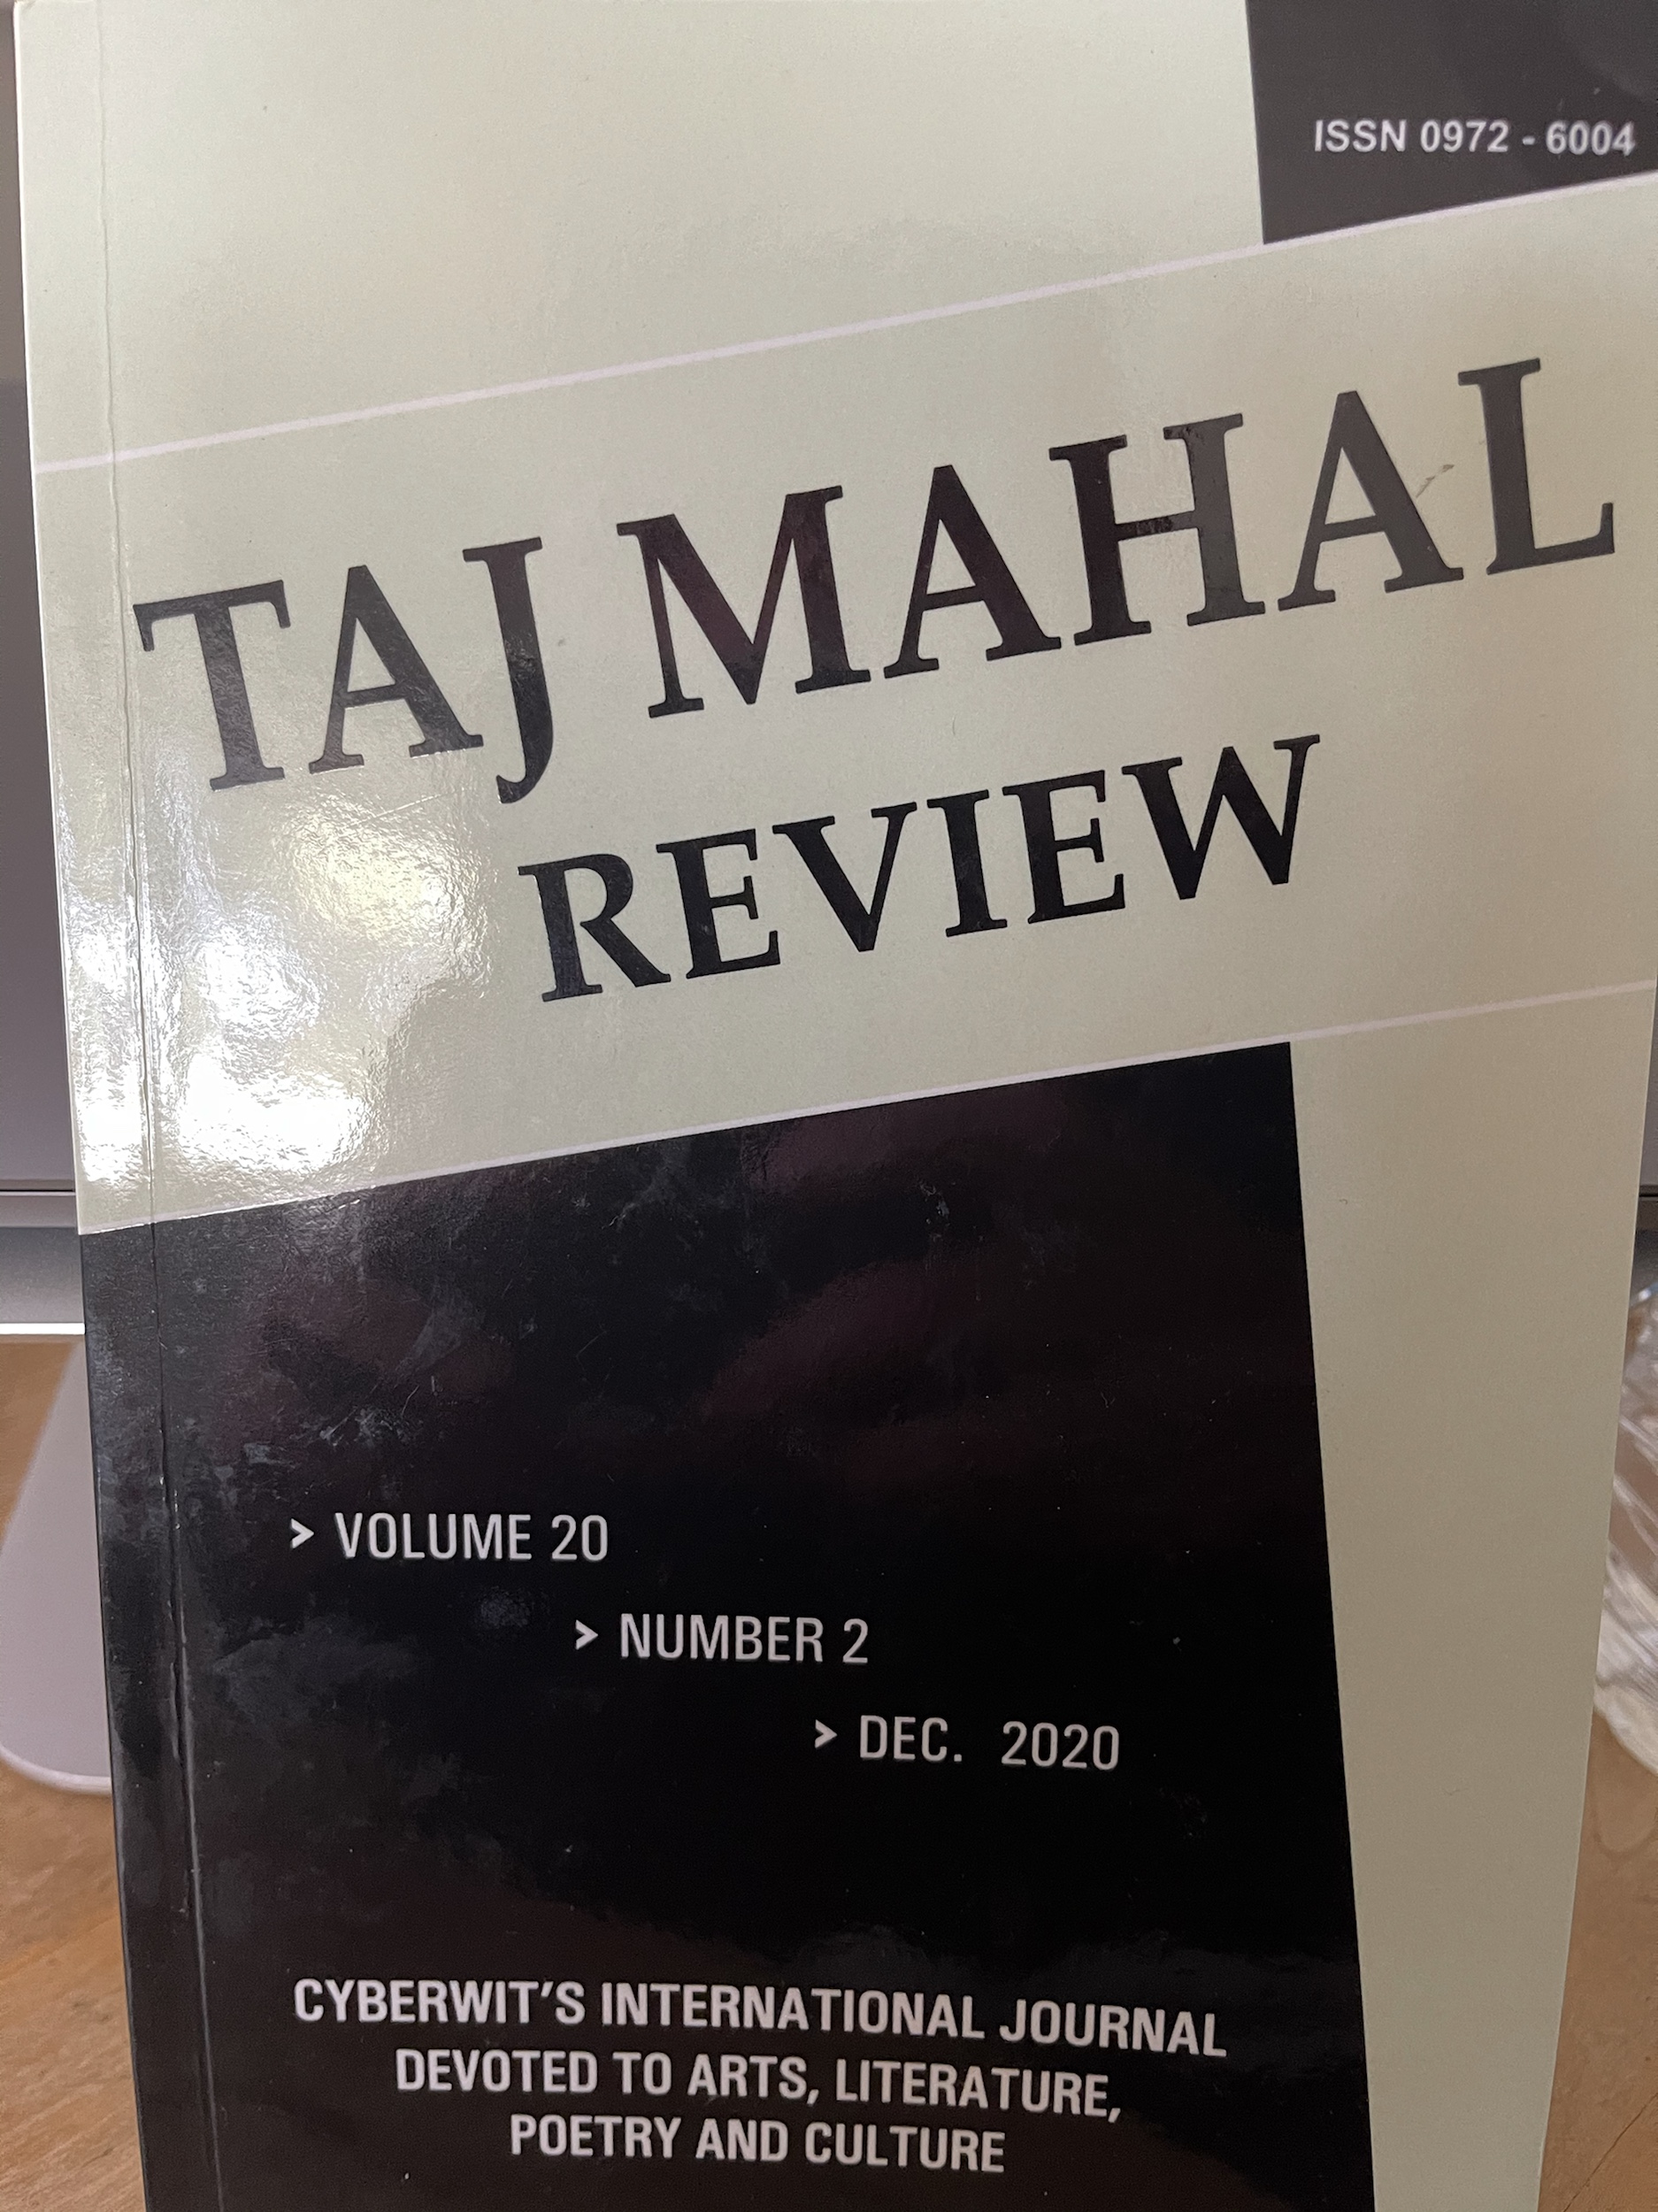 ISSN 0972 - 6004
TAJ MAHAL
REVIEW
> VOLUME 20
> NUMBER 2
> DEC. 2020
CYBERWIT'S INTERNATIONAL JOURNAL
DEVOTED TO ARTS, LITERATURE,
POETRY AND CULTURE